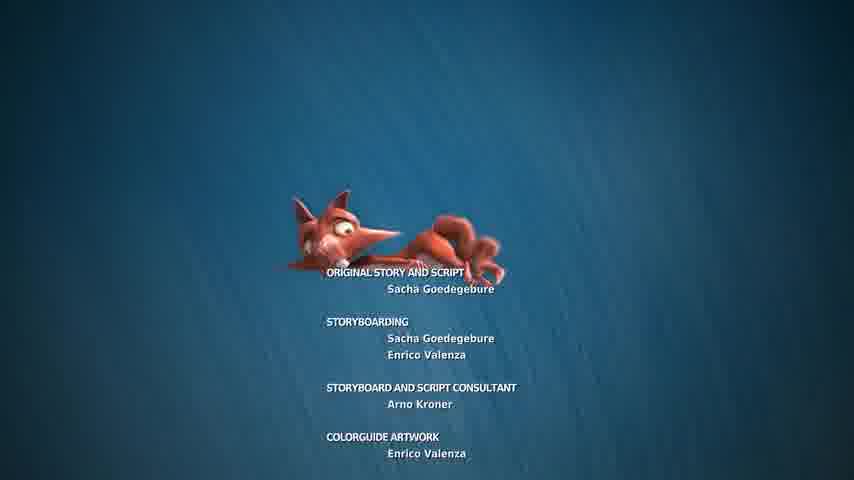 ORIGINAL STORY AND SCRIPT
Sacha Goedegebure
STORYBOARDING
Sacha Goedegebure
Enrico Valenza
STORYBOARD AND SCRIPT CONSULTANT
Arno Kroner
COLORGUIDE ARTWORK
Enrico Valenza